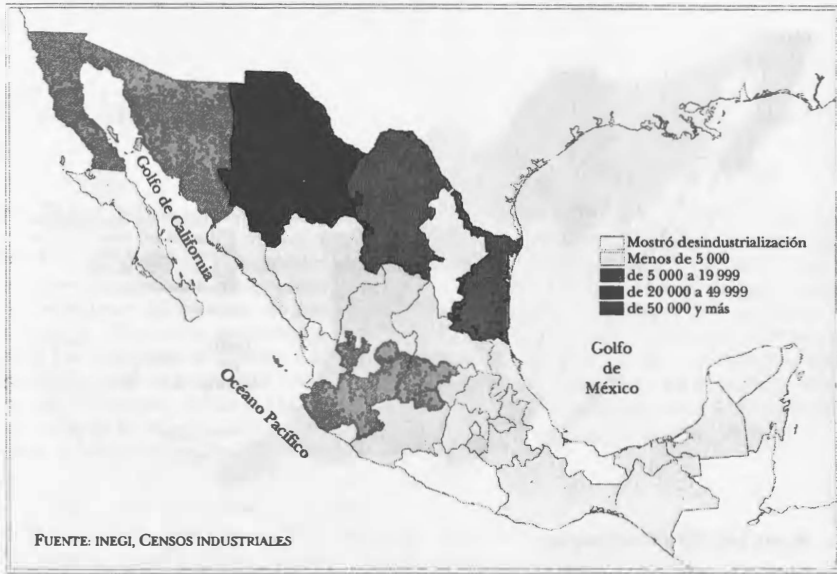 Golfo de California
Océano Pacífico
Mostró desindustrialización
Menos de 5 000
de 5 000 a 19 999
de 20 000 a 49 999
de 50 000 y más
Golfo
de
México
FUENTE: INEGI, CENSOS INDUSTRIALES